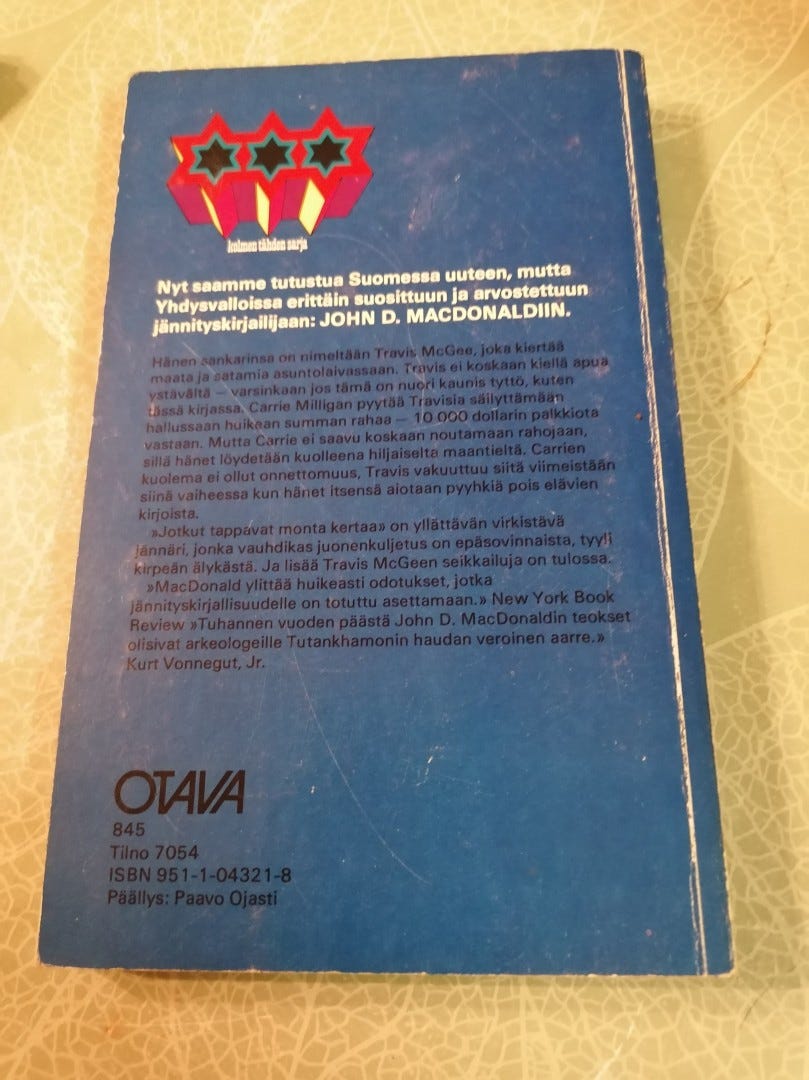 kolmen tähden sarja
Nyt saamme tutustua Suomessa uuteen, mutta
Yhdysvalloissa erittäin suosittuun ja arvostettuun
jännityskirjailijaan: JOHN D. MACDONALDIIN.
Hänen sankarinsa on nimeltään Travis McGee, joka kiertää
maata ja satamia asuntolaivassaan. Travis ei koskaan kiellä apua
ystävältä — varsinkaan jos tämä on nuori kaunis tyttö, kuten
tässä kirjassa. Carrie Milligan pyytää Travisia säilyttämään
hallussaan huikean summan rahaa — 10 000 dollarin palkkiota
vastaan. Mutta Carrie ei saavu koskaan noutamaan rahojaan,
sillä hänet löydetään kuolleena hiljaiselta maantieltä. Carrien
kuolema ei ollut onnettomuus, Travis vakuuttuu siitä viimeistään
siinä vaiheessa kun hänet itsensä aiotaan pyyhkiä pois elävien
kirjoista.
»Jotkut tappavat monta kertaa» on yllättävän virkistävä
jännäri, jonka vauhdikas juonenkuljetus on epäsovinnaista, tyyli
kirpeän älykästä. Ja lisää Travis McGeen seikkailuja on tulossa.
»MacDonald ylittää huikeasti odotukset, jotka
jännityskirjallisuudelle on totuttu asettamaan.» New York Book
Review »Tuhannen vuoden päästä John D. MacDonaldin teokset
olisivat arkeologeille Tutankhamonin haudan veroinen aarre.»
Kurt Vonnegut, Jr.
OTAVA
845
Tilno 7054
ISBN 951-1-04321-8
Päällys: Paavo Ojasti